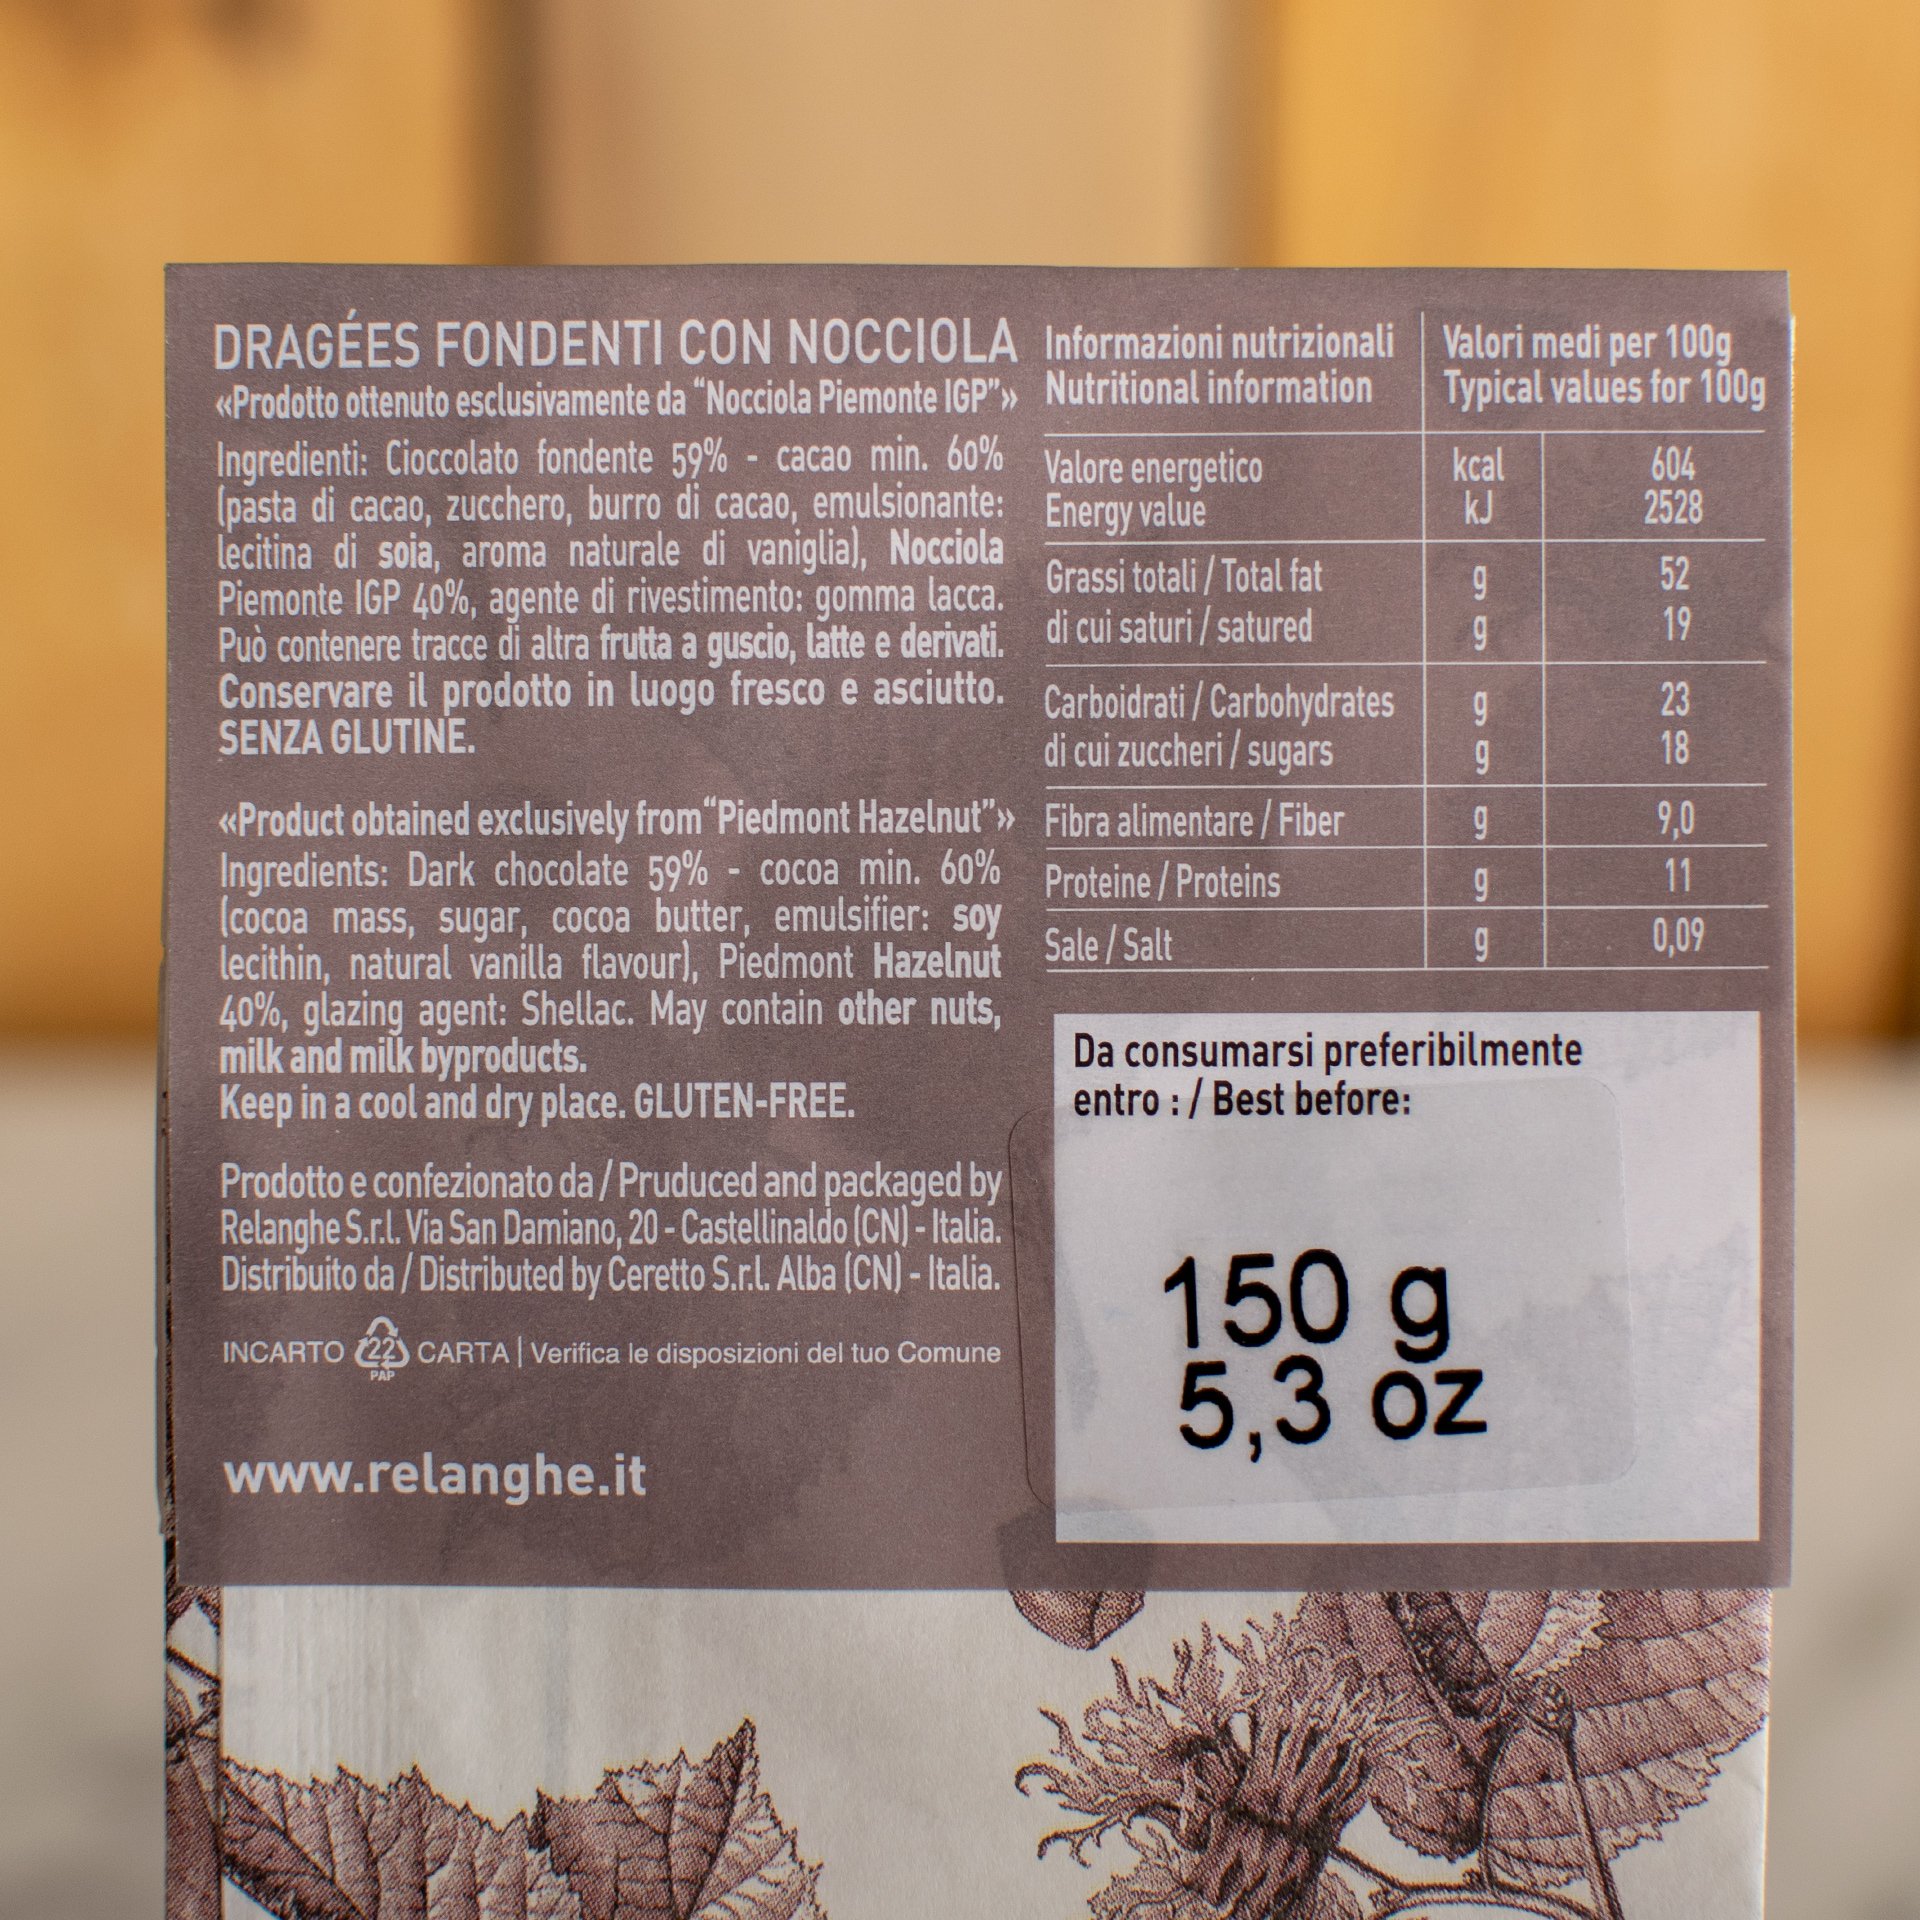 DRAGÉES FONDENTI CON NOCCIOLA
«Prodotto ottenuto esclusivamente da “Nocciola Piemonte IGP”»
Ingredienti: Cioccolato fondente 59% - cacao min. 60%
(pasta di cacao, zucchero, burro di cacao, emulsionante:
lecitina di soia, aroma naturale di vaniglia), Nocciola
Piemonte IGP 40%, agente di rivestimento: gomma lacca.
Può contenere tracce di altra frutta a guscio, latte e derivati.
Conservare il prodotto in luogo fresco e asciutto.
SENZA GLUTINE.
«Product obtained exclusively from “Piedmont Hazelnut”»
Ingredients: Dark chocolate 59% - cocoa min. 60%
(cocoa mass, sugar, cocoa butter, emulsifier: soy
lecithin, natural vanilla flavour), Piedmont Hazelnut
40%, glazing agent: Shellac. May contain other nuts,
milk and milk byproducts.
Keep in a cool and dry place. GLUTEN-FREE.
Prodotto e confezionato da / Pruduced and packaged by
Relanghe S.r.l. Via San Damiano, 20 - Castellinaldo (CN) - Italia.
Distribuito da / Distributed by Ceretto S.r.l. Alba (CN) - Italia.
INCARTO 22 CARTA | Verifica le disposizioni del tuo Comune
PAP
www.relanghe.it
Informazioni nutrizionali Valori medi per 100g
Nutritional information Typical values for 100g
Valore energetico kcal 604
Energy value kJ 2528
Grassi totali / Total fat g 52
di cui saturi / satured g 19
Carboidrati / Carbohydrates g 23
di cui zuccheri / sugars g 18
Fibra alimentare / Fiber g 9,0
Proteine / Proteins g 11
Sale / Salt g 0,09
Da consumarsi preferibilmente
entro : / Best before:
150 g
5,3 oz